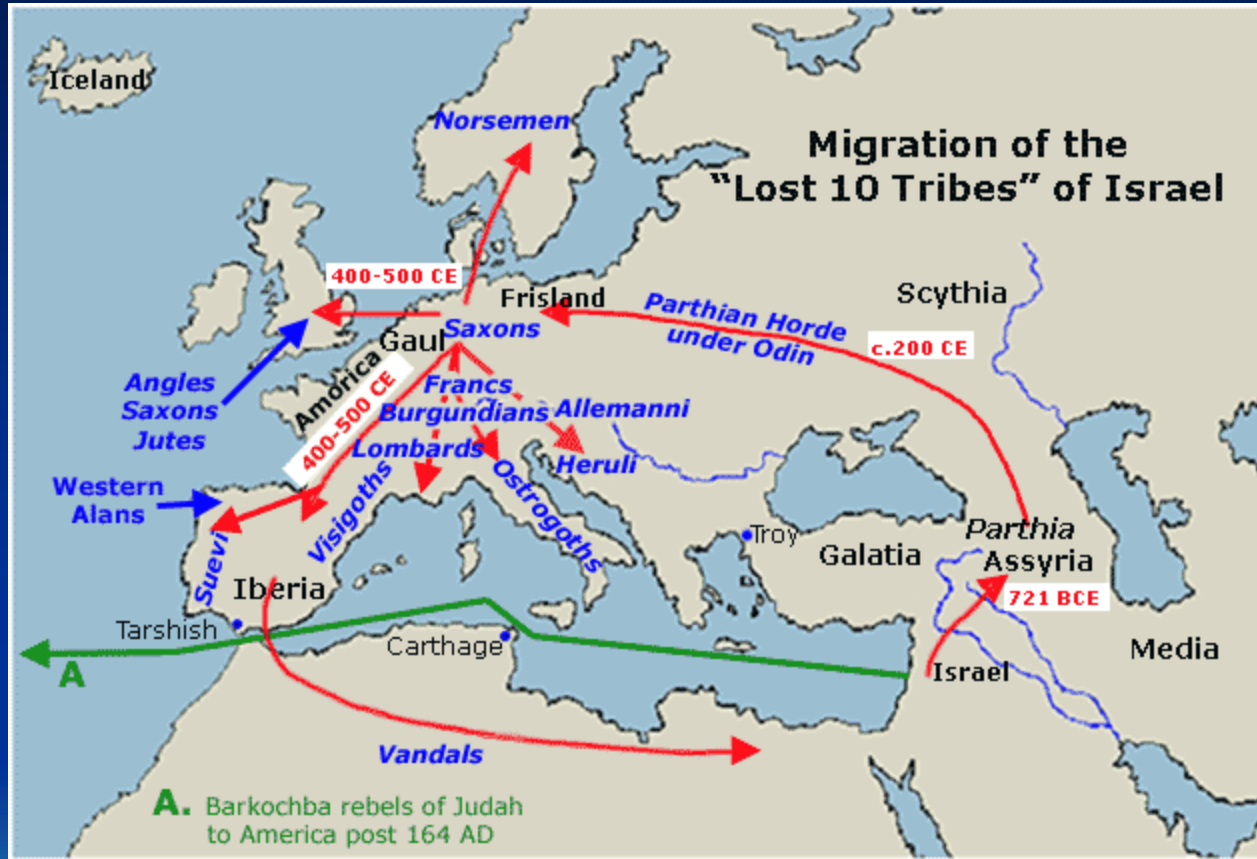 Iceland
Norsemen
Migration of the
“Lost 10 Tribes” of Israel
400-500 CE
Frisland
Scythia
Parthian Horde
under Odin
c.200 CE
Saxons
Gaul
Angles
Saxons
Jutes
Amorica
400-500 CE
Francs
Burgundians
Allemanni
Lombards
Heruli
Western
Alans
Visigoths
Ostrogoths
Suevi
Iberia
Troy
Galatia
Parthia
Assyria
721 BCE
Tarshish
Carthage
Israel
Media
A
Vandals
A. Barkochba rebels of Judah
to America post 164 AD